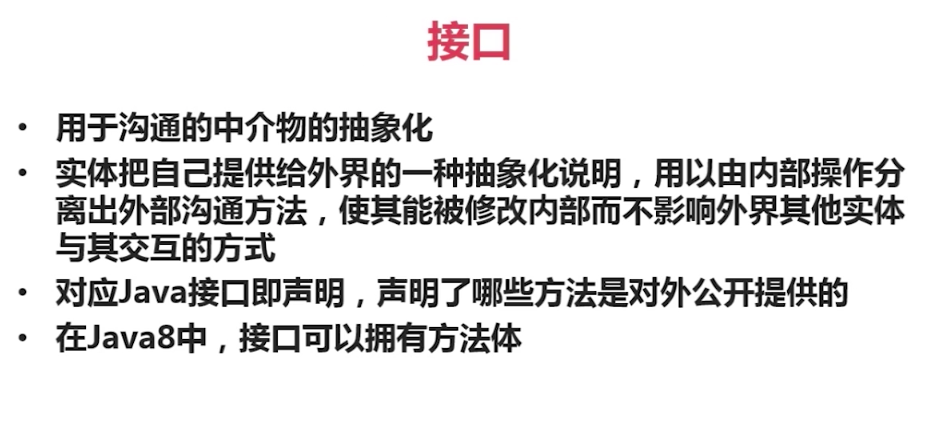 接口
• 用于沟通的中介物的抽象化
• 实体把自己提供给外界的一种抽象化说明，用以由内部操作分
离出外部沟通方法，使其能被修改内部而不影响外界其他实体
与其交互的方式
• 对应Java接口即声明，声明了哪些方法是对外公开提供的
• 在Java8中，接口可以拥有方法体